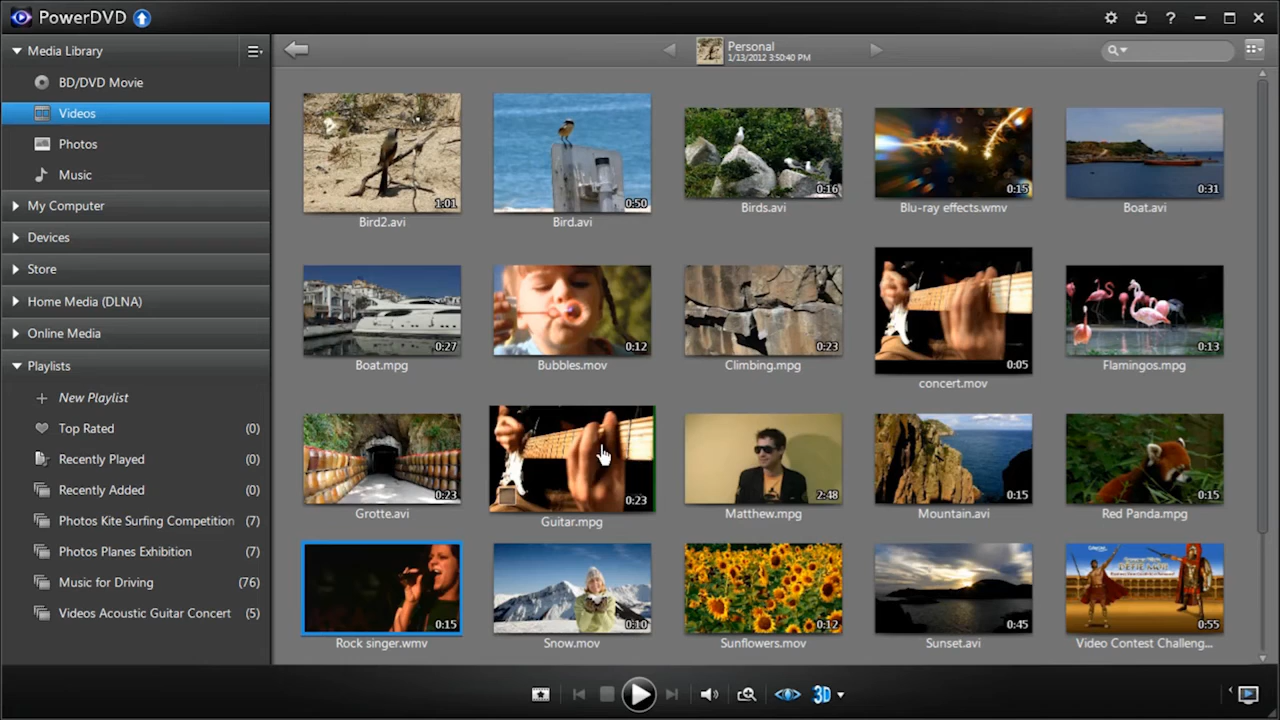 PowerDVD
Media Library
BD/DVD Movie
Videos
Photos
Music
My Computer
Devices
Store
Home Media (DLNA)
Online Media
Playlists
New Playlist
Top Rated (0)
Recently Played (0)
Recently Added (0)
Photos Kite Surfing Competition (7)
Photos Planes Exhibition (7)
Music for Driving (76)
Videos Acoustic Guitar Concert (5)
Personal
1/13/2012 3:50:40 PM
1:01
0:50
0:16
0:15
0:31
Bird2.avi
Bird.avi
Birds.avi
Blu-ray effects.wmv
Boat.avi
0:27
0:12
0:23
0:05
0:13
Boat.mpg
Bubbles.mov
Climbing.mpg
concert.mov
Flamingos.mpg
0:23
0:23
2:48
0:15
0:15
Grotte.avi
Guitar.mpg
Matthew.mpg
Mountain.avi
Red Panda.mpg
0:15
0:10
0:12
0:45
0:55
Rock singer.wmv
Snow.mov
Sunflowers.mov
Sunset.avi
Video Contest Challeng...
3D